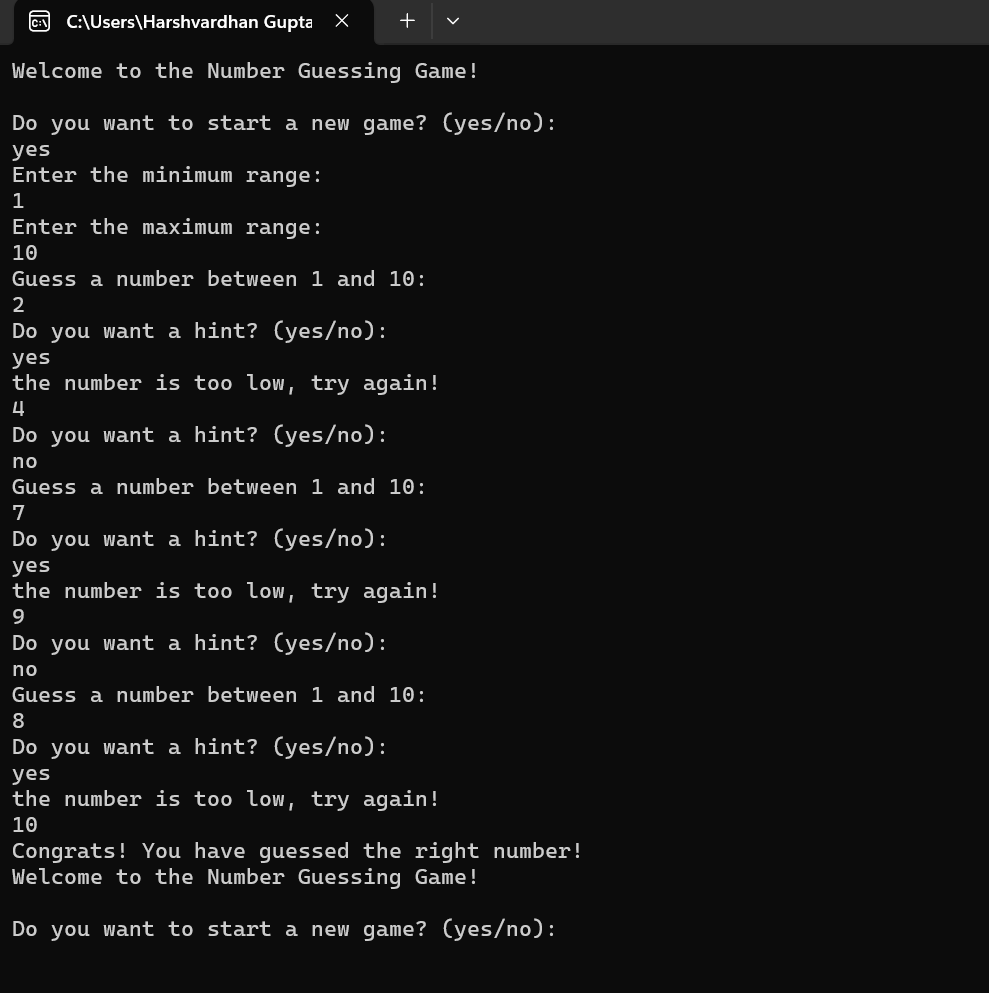 C:\Users\Harshvardhan Gupta
Welcome to the Number Guessing Game!
Do you want to start a new game? (yes/no):
yes
Enter the minimum range:
1
Enter the maximum range:
10
Guess a number between 1 and 10:
2
Do you want a hint? (yes/no):
yes
the number is too low, try again!
4
Do you want a hint? (yes/no):
no
Guess a number between 1 and 10:
7
Do you want a hint? (yes/no):
yes
the number is too low, try again!
9
Do you want a hint? (yes/no):
no
Guess a number between 1 and 10:
8
Do you want a hint? (yes/no):
yes
the number is too low, try again!
10
Congrats! You have guessed the right number!
Welcome to the Number Guessing Game!
Do you want to start a new game? (yes/no):